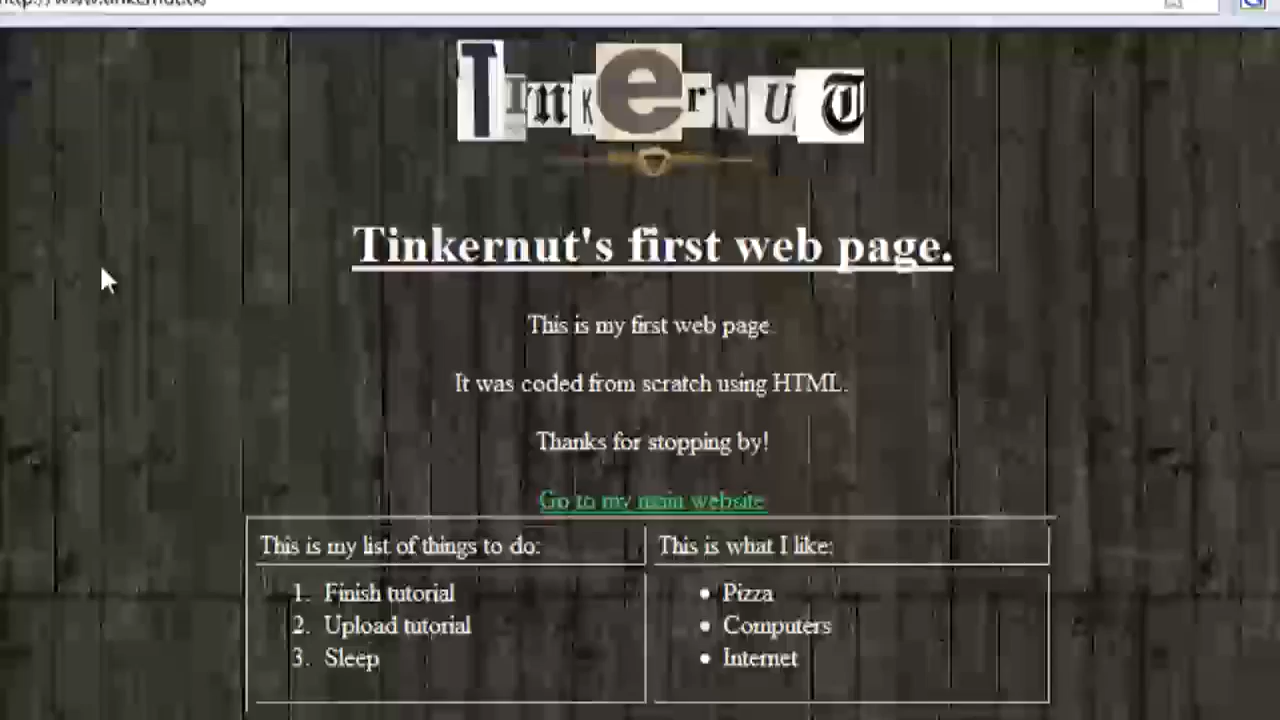 TinkerNUT
Tinkernut's first web page.
This is my first web page
It was coded from scratch using HTML.
Thanks for stopping by!
Go to my main website
This is my list of things to do:
This is what I like:
1. Finish tutorial
2. Upload tutorial
3. Sleep
• Pizza
• Computers
• Internet